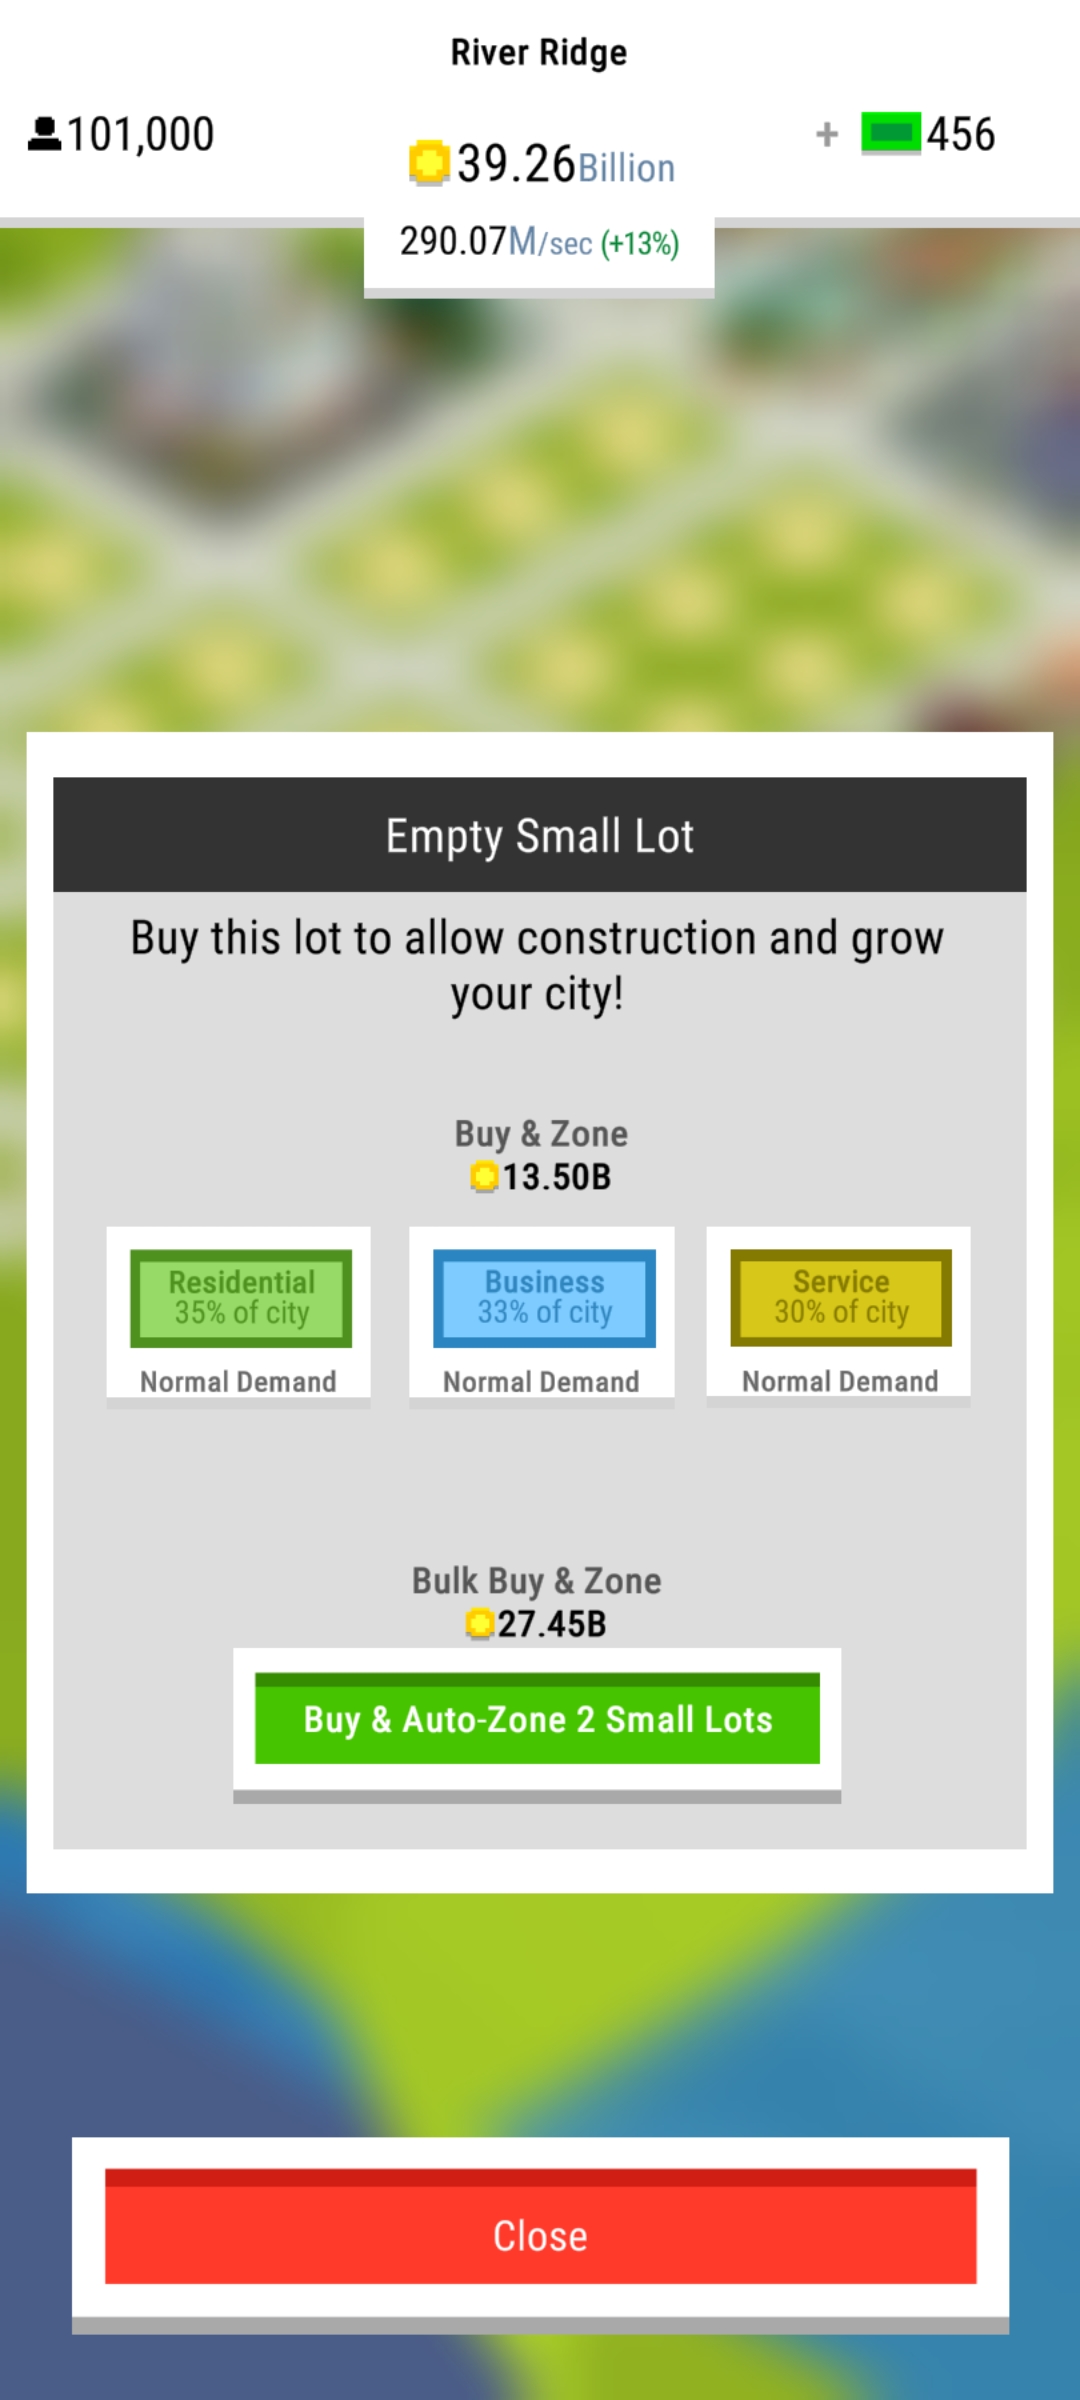 River Ridge
101,000
39.26Billion
+ 456
290.07M/sec (+13%)
Empty Small Lot
Buy this lot to allow construction and grow
your city!
Buy & Zone
13.50B
Residential
35% of city
Normal Demand
Business
33% of city
Normal Demand
Service
30% of city
Normal Demand
Bulk Buy & Zone
27.45B
Buy & Auto-Zone 2 Small Lots
Close